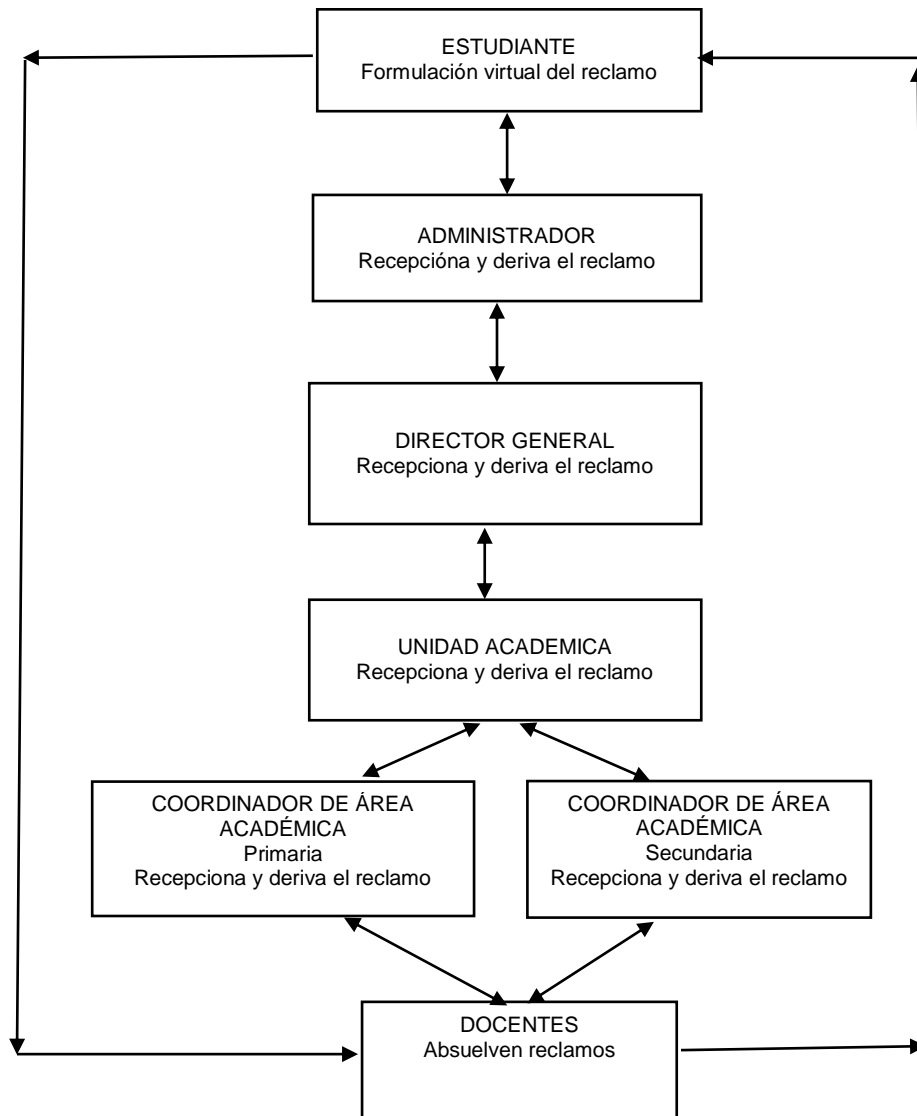 ESTUDIANTE
Formulación virtual del reclamo
ADMINISTRADOR
Recepcióna y deriva el reclamo
DIRECTOR GENERAL
Recepciona y deriva el reclamo
UNIDAD ACADEMICA
Recepciona y deriva el reclamo
COORDINADOR DE ÁREA
ACADÉMICA
Primaria
Recepciona y deriva el reclamo
COORDINADOR DE ÁREA
ACADÉMICA
Secundaria
Recepciona y deriva el reclamo
DOCENTES
Absuelven reclamos